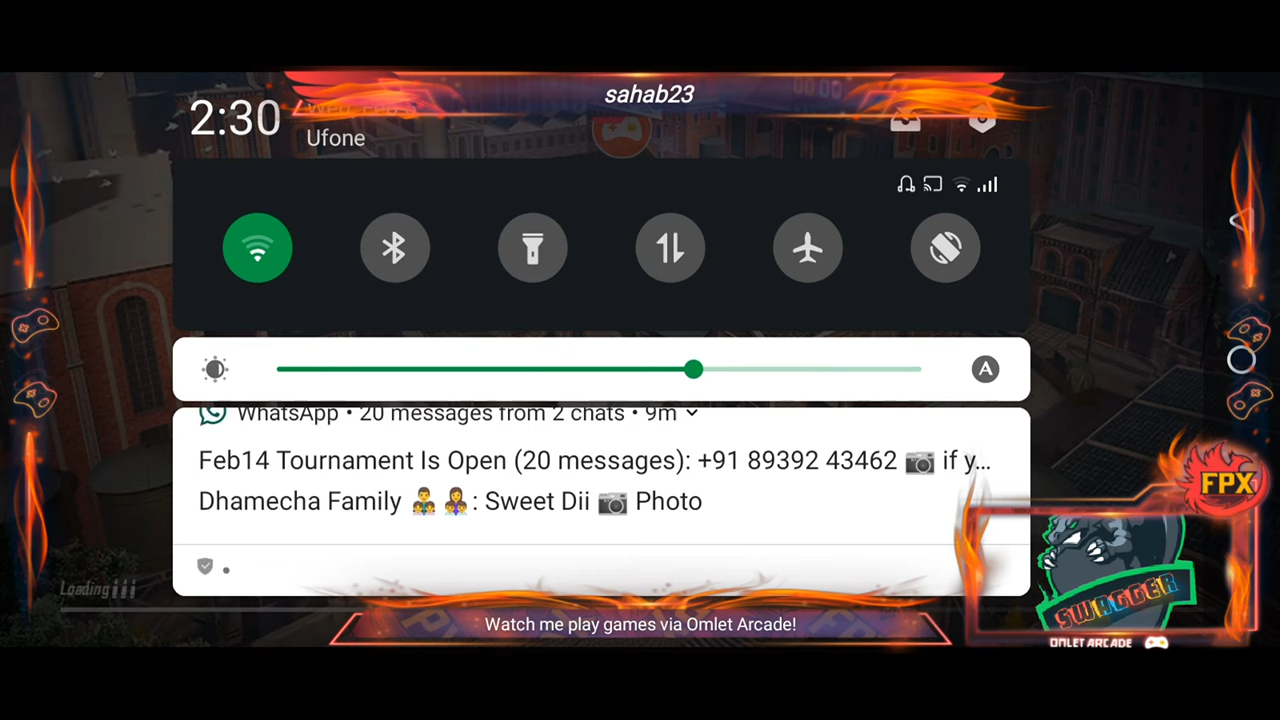 sahab23
2:30
Ufone
WhatsApp • 20 messages from 2 chats • 9m
Feb14 Tournament Is Open (20 messages): +91 89392 43462 📷 if y...
Dhamecha Family 👨‍👧‍👦 👩‍👧‍👦: Sweet Dii 📷 Photo
A
FPX
SWAGGER
Loading
Watch me play games via Omlet Arcade!
OMLET ARCADE